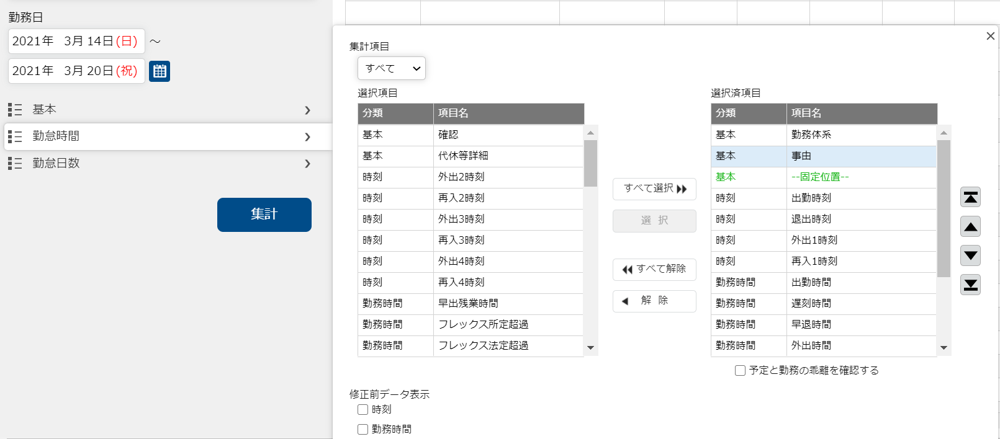 勤務日
2021年 3月 14日(日) ～
2021年 3月 20日(祝)
基本
勤怠時間
勤怠日数
集計
集計項目
すべて
選択項目
分類 項目名
基本 確認
基本 代休等詳細
時刻 外出2時刻
時刻 再入2時刻
時刻 外出3時刻
時刻 再入3時刻
時刻 外出4時刻
時刻 再入4時刻
勤務時間 早出残業時間
勤務時間 フレックス所定超過
勤務時間 フレックス法定超過
すべて選択
選 択
すべて解除
解 除
選択済項目
分類 項目名
基本 勤務体系
基本 事由
基本 --固定位置--
時刻 出勤時刻
時刻 退出時刻
時刻 外出1時刻
時刻 再入1時刻
勤務時間 出勤時間
勤務時間 遅刻時間
勤務時間 早退時間
勤務時間 外出時間
予定と勤務の乖離を確認する
修正前データ表示
時刻
勤務時間